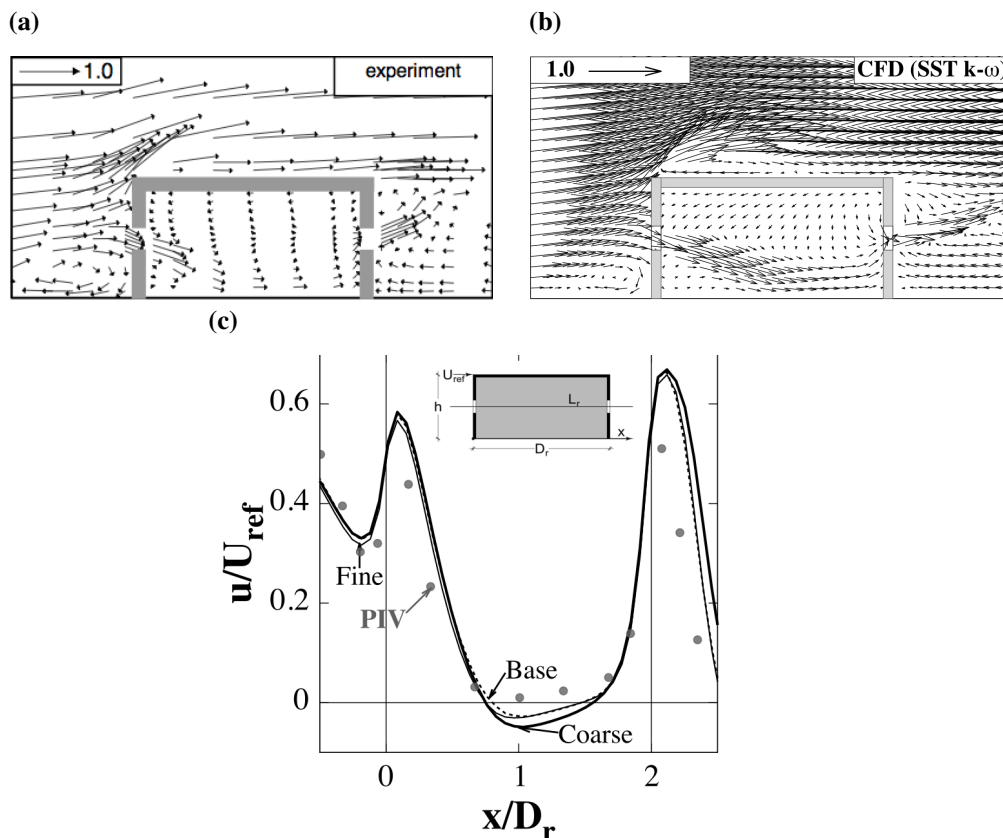 (a)
(b)
1.0
experiment
1.0
CFD (SST k-ω)
(c)
0.6
0.4
0.2
0
u/U_ref
U_ref
h
L_r
x
D_r
Fine
PIV
Base
Coarse
0
1
2
x/D_r